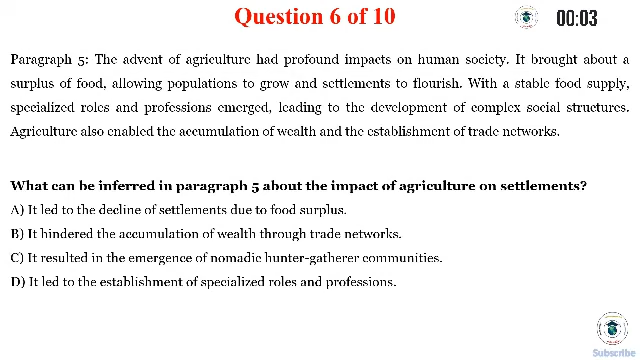 Question 6 of 10
00:03
Paragraph 5: The advent of agriculture had profound impacts on human society. It brought about a
surplus of food, allowing populations to grow and settlements to flourish. With a stable food supply,
specialized roles and professions emerged, leading to the development of complex social structures.
Agriculture also enabled the accumulation of wealth and the establishment of trade networks.
What can be inferred in paragraph 5 about the impact of agriculture on settlements?
A) It led to the decline of settlements due to food surplus.
B) It hindered the accumulation of wealth through trade networks.
C) It resulted in the emergence of nomadic hunter-gatherer communities.
D) It led to the establishment of specialized roles and professions.
Subscribe